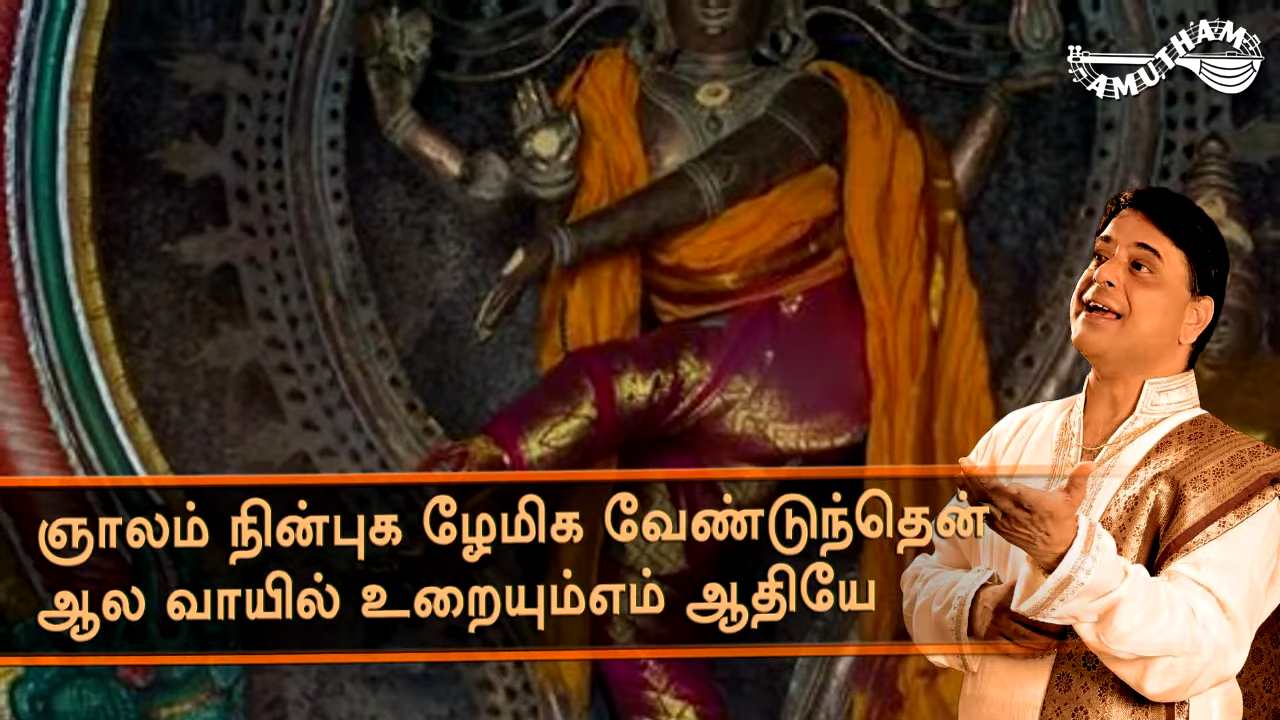 AMUTHAM
ஞாலம் நின்புக ழேமிக வேண்டுந்தென்
ஆல வாயில் உறையும்எம் ஆதியே